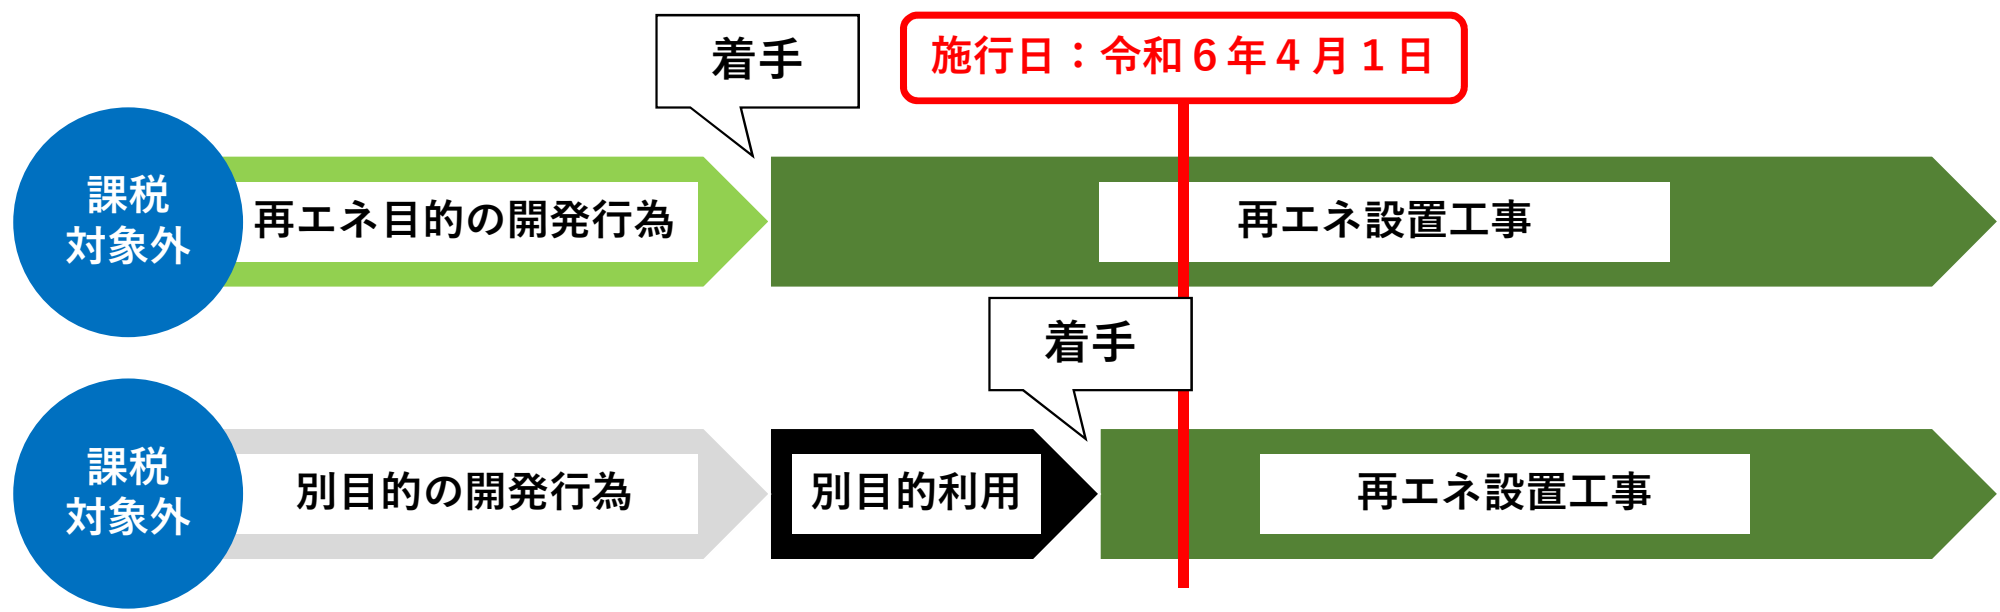 着手
施行日：令和６年４月１日
課税
対象外
再エネ目的の開発行為
再エネ設置工事
着手
課税
対象外
別目的の開発行為
別目的利用
再エネ設置工事